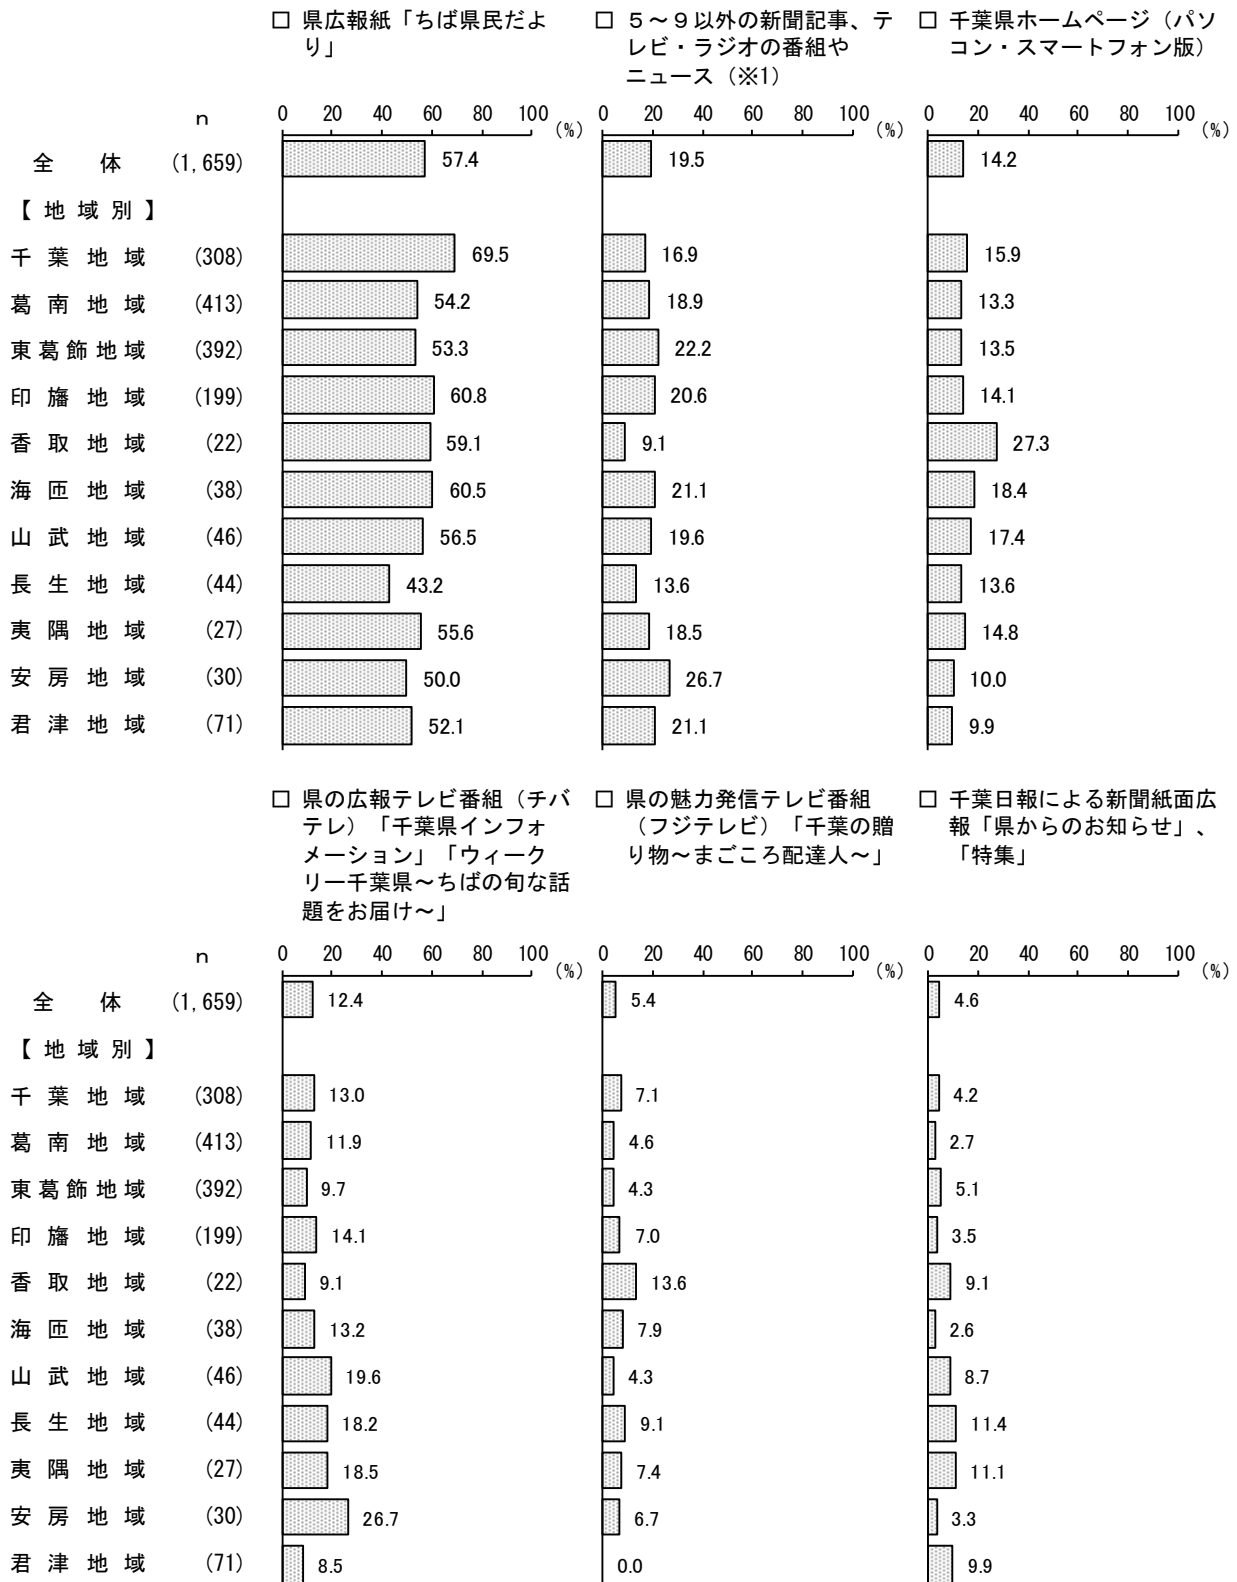 □ 県広報紙「ちば県民だよ
り」
□ ５～９以外の新聞記事、テ
レビ・ラジオの番組や
ニュース（※1）
□ 千葉県ホームページ（パソ
コン・スマートフォン版）
n
0 20 40 60 80 100 (%)
0 20 40 60 80 100 (%)
0 20 40 60 80 100 (%)
全体 (1,659) 57.4 19.5 14.2
【地域別】
千葉地域 (308) 69.5 16.9 15.9
葛南地域 (413) 54.2 18.9 13.3
東葛飾地域 (392) 53.3 22.2 13.5
印旛地域 (199) 60.8 20.6 14.1
香取地域 (22) 59.1 9.1 27.3
海匝地域 (38) 60.5 21.1 18.4
山武地域 (46) 56.5 19.6 17.4
長生地域 (44) 43.2 13.6 13.6
夷隅地域 (27) 55.6 18.5 14.8
安房地域 (30) 50.0 26.7 10.0
君津地域 (71) 52.1 21.1 9.9
□ 県の広報テレビ番組（チバ
テレ）「千葉県インフォ
メーション」「ウィーク
リー千葉県～ちばの旬な話
題をお届け～」
□ 県の魅力発信テレビ番組
（フジテレビ）「千葉の贈
り物～まごころ配達人～」
□ 千葉日報による新聞紙面広
報「県からのお知らせ」、
「特集」
n
0 20 40 60 80 100 (%)
0 20 40 60 80 100 (%)
0 20 40 60 80 100 (%)
全体 (1,659) 12.4 5.4 4.6
【地域別】
千葉地域 (308) 13.0 7.1 4.2
葛南地域 (413) 11.9 4.6 2.7
東葛飾地域 (392) 9.7 4.3 5.1
印旛地域 (199) 14.1 7.0 3.5
香取地域 (22) 9.1 13.6 9.1
海匝地域 (38) 13.2 7.9 2.6
山武地域 (46) 19.6 4.3 8.7
長生地域 (44) 18.2 9.1 11.4
夷隅地域 (27) 18.5 7.4 11.1
安房地域 (30) 26.7 6.7 3.3
君津地域 (71) 8.5 0.0 9.9